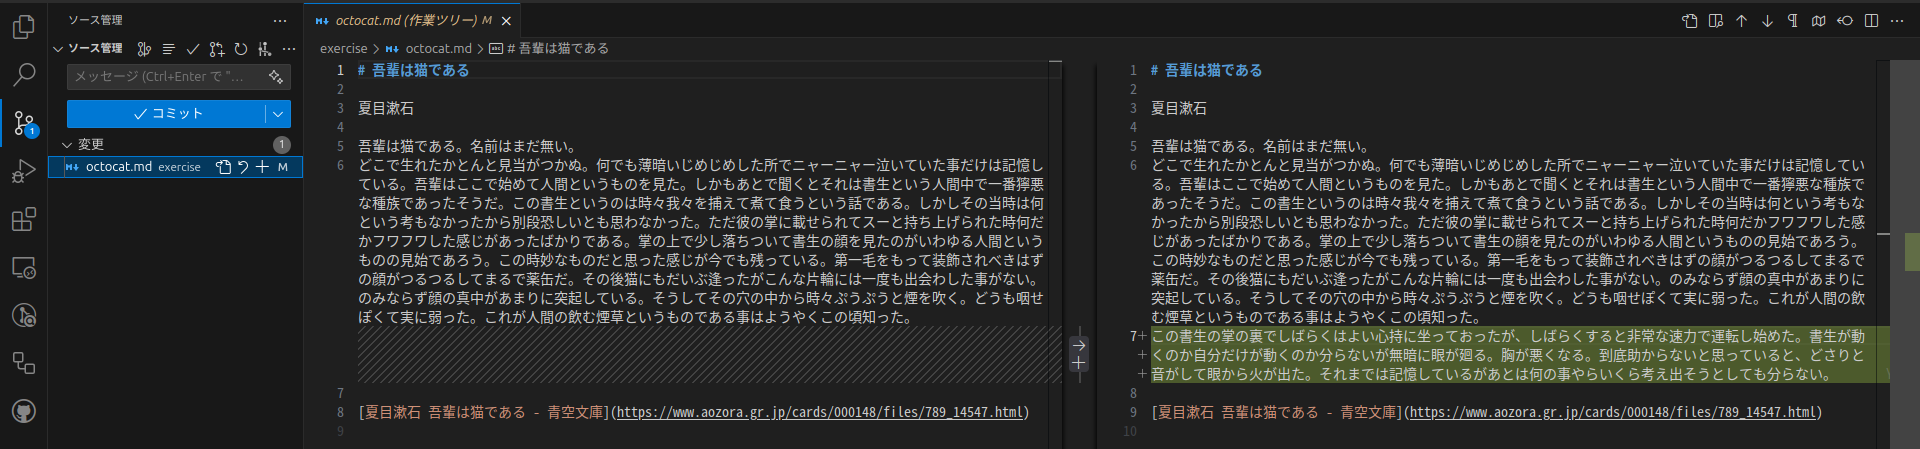 ソース管理
ソース管理
メッセージ (Ctrl+Enter で "...
コミット
変更 1
octocat.md exercise M
1
octocat.md (作業ツリー) M
exercise > octocat.md > # 吾輩は猫である
1 # 吾輩は猫である
2
3 夏目漱石
4
5 吾輩は猫である。名前はまだ無い。
6 どこで生れたかとんと見当がつかぬ。何でも薄暗いじめじめした所でニャーニャー泣いていた事だけは記憶し
ている。吾輩はここで始めて人間というものを見た。しかもあとで聞くとそれは書生という人間中で一番獰悪
な種族であったそうだ。この書生というのは時々我々を捕えて煮て食うという話である。しかしその当時は何
という考もなかったから別段恐しいとも思わなかった。ただ彼の掌に載せられてスーと持ち上げられた時何だ
かフワフワした感じがあったばかりである。掌の上で少し落ちついて書生の顔を見たのがいわゆる人間という
ものの見始であろう。この時妙なものだと思った感じが今でも残っている。第一毛をもって装飾されべきはず
の顔がつるつるしてまるで薬缶だ。その後猫にもだいぶ逢ったがこんな片輪には一度も出会わした事がない。
のみならず顔の真中があまりに突起している。そうしてその穴の中から時々ぷうぷうと煙を吹く。どうも咽せ
ぽくて実に弱った。これが人間の飲む煙草というものである事はようやくこの頃知った。
7
8 [夏目漱石 吾輩は猫である - 青空文庫](https://www.aozora.gr.jp/cards/000148/files/789_14547.html)
9
1 # 吾輩は猫である
2
3 夏目漱石
4
5 吾輩は猫である。名前はまだ無い。
6 どこで生れたかとんと見当がつかぬ。何でも薄暗いじめじめした所でニャーニャー泣いていた事だけは記憶してい
る。吾輩はここで始めて人間というものを見た。しかもあとで聞くとそれは書生という人間中で一番獰悪な種族で
あったそうだ。この書生というのは時々我々を捕えて煮て食うという話である。しかしその当時は何という考もな
かったから別段恐しいとも思わなかった。ただ彼の掌に載せられてスーと持ち上げられた時何だかフワフワした感
じがあったばかりである。掌の上で少し落ちついて書生の顔を見たのがいわゆる人間というものの見始であろう。
この時妙なものだと思った感じが今でも残っている。第一毛をもって装飾されべきはずの顔がつるつるしてまるで
薬缶だ。その後猫にもだいぶ逢ったがこんな片輪には一度も出会わした事がない。のみならず顔の真中があまりに
突起している。そうしてその穴の中から時々ぷうぷうと煙を吹く。どうも咽せぽくて実に弱った。これが人間の飲
む煙草というものである事はようやくこの頃知った。
7+ この書生の掌の裏でしばらくはよい心持に坐っておったが、しばらくすると非常な速力で運転し始めた。書生が動
+ くのか自分だけが動くのか分らないが無暗に眼が廻る。胸が悪くなる。到底助からないと思っていると、どさりと
+ 音がして眼から火が出た。それまでは記憶しているがあとは何の事やらいくら考え出そうとしても分らない。
8
9 [夏目漱石 吾輩は猫である - 青空文庫](https://www.aozora.gr.jp/cards/000148/files/789_14547.html)
10